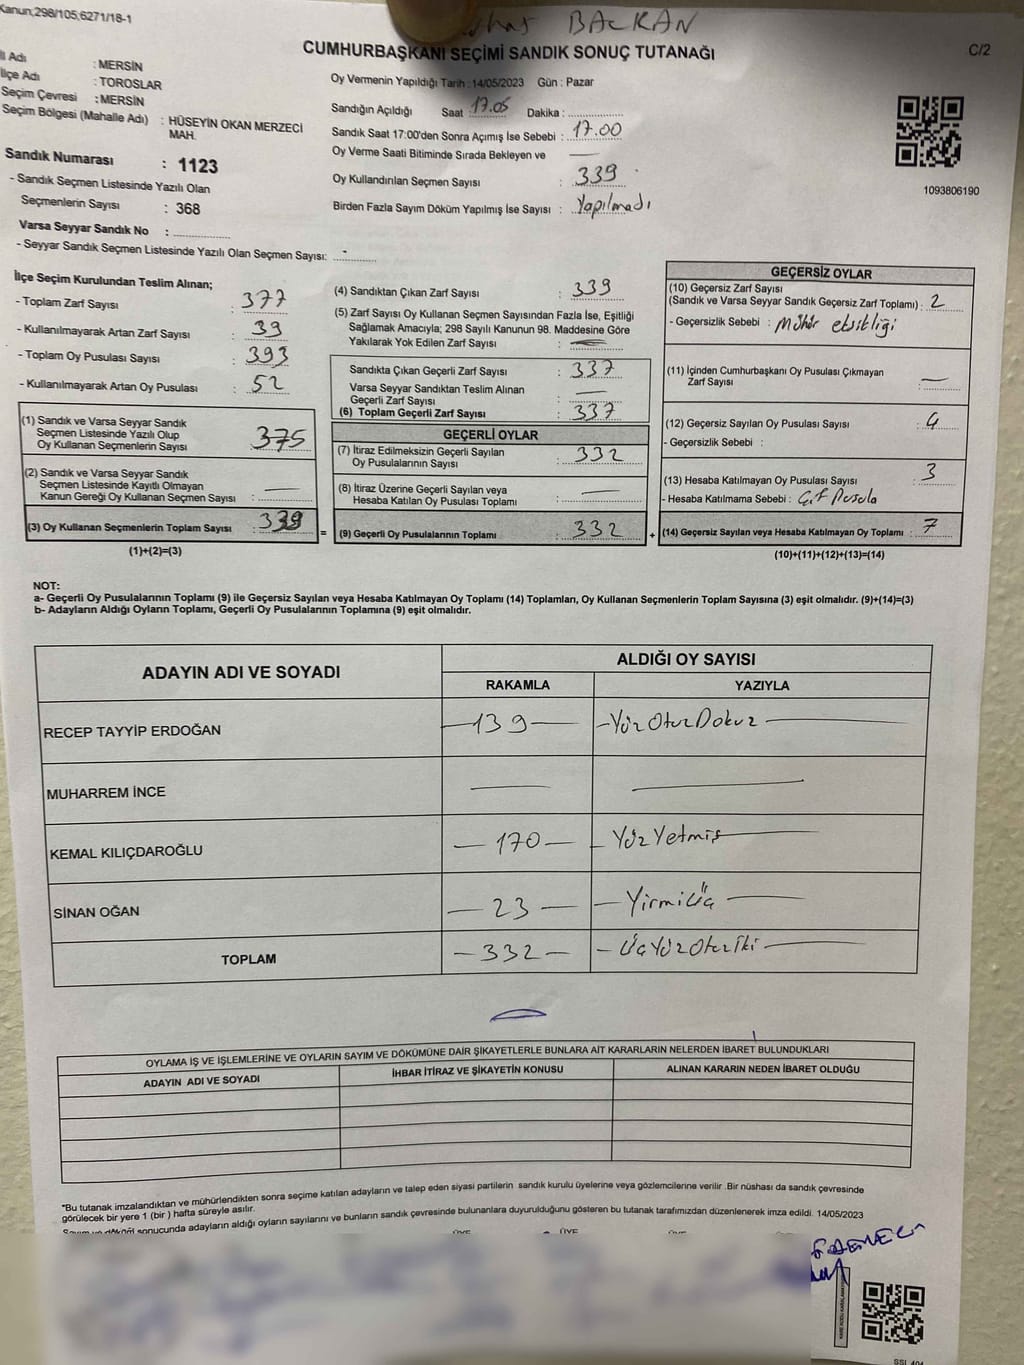 Kanun;298/105;6271/18-1
BALKAN
CUMHURBAŞKANI SEÇİMİ SANDIK SONUÇ TUTANAĞI
C/2
İl Adı : MERSİN
İlçe Adı : TOROSLAR
Seçim Çevresi : MERSİN
Seçim Bölgesi (Mahalle Adı) : HÜSEYİN OKAN MERZECİ
MAH.
Sandık Numarası : 1123
- Sandık Seçmen Listesinde Yazılı Olan
Seçmenlerin Sayısı : 368
Varsa Seyyar Sandık No :
- Seyyar Sandık Seçmen Listesinde Yazılı Olan Seçmen Sayısı: -
Oy Vermenin Yapıldığı Tarih : 14/05/2023 Gün : Pazar
Sandığın Açıldığı Saat 17.05 Dakika :
Sandık Saat 17:00'den Sonra Açımış İse Sebebi : 17.00
Oy Verme Saati Bitiminde Sırada Bekleyen ve —
Oy Kullandırılan Seçmen Sayısı : 339
Birden Fazla Sayım Döküm Yapılmış İse Sayısı : Yapılmadı
1093806190
İlçe Seçim Kurulundan Teslim Alınan;
- Toplam Zarf Sayısı : 377
- Kullanılmayarak Artan Zarf Sayısı : 39
- Toplam Oy Pusulası Sayısı : 393
- Kullanılmayarak Artan Oy Pusulası : 52
(1) Sandık ve Varsa Seyyar Sandık
Seçmen Listesinde Yazılı Olup
Oy Kullanan Seçmenlerin Sayısı : 375
(2) Sandık ve Varsa Seyyar Sandık
Seçmen Listesinde Kayıtlı Olmayan
Kanun Gereği Oy Kullanan Seçmen Sayısı : —
(3) Oy Kullanan Seçmenlerin Toplam Sayısı : 339
(1)+(2)=(3)
(4) Sandıktan Çıkan Zarf Sayısı : 339
(5) Zarf Sayısı Oy Kullanan Seçmen Sayısından Fazla İse, Eşitliği
Sağlamak Amacıyla; 298 Sayılı Kanunun 98. Maddesine Göre
Yakılarak Yok Edilen Zarf Sayısı : —
Sandıkta Çıkan Geçerli Zarf Sayısı : 337
Varsa Seyyar Sandıktan Teslim Alınan
Geçerli Zarf Sayısı : —
(6) Toplam Geçerli Zarf Sayısı : 337
GEÇERLİ OYLAR
(7) İtiraz Edilmeksizin Geçerli Sayılan
Oy Pusulalarının Sayısı : 332
(8) İtiraz Üzerine Geçerli Sayılan veya
Hesaba Katılan Oy Pusulası Toplamı : —
= (9) Geçerli Oy Pusulalarının Toplamı : 332
GEÇERSİZ OYLAR
(10) Geçersiz Zarf Sayısı
(Sandık ve Varsa Seyyar Sandık Geçersiz Zarf Toplamı) : 2
- Geçersizlik Sebebi : Mühür eksikliği
(11) İçinden Cumhurbaşkanı Oy Pusulası Çıkmayan
Zarf Sayısı : —
(12) Geçersiz Sayılan Oy Pusulası Sayısı : 4
- Geçersizlik Sebebi :
(13) Hesaba Katılmayan Oy Pusulası Sayısı : 3
- Hesaba Katılmama Sebebi : Çift Pusula
+ (14) Geçersiz Sayılan veya Hesaba Katılmayan Oy Toplamı : 7
(10)+(11)+(12)+(13)=(14)
NOT:
a- Geçerli Oy Pusulalarının Toplamı (9) ile Geçersiz Sayılan veya Hesaba Katılmayan Oy Toplamı (14) Toplamları, Oy Kullanan Seçmenlerin Toplam Sayısına (3) eşit olmalıdır. (9)+(14)=(3)
b- Adayların Aldığı Oyların Toplamı, Geçerli Oy Pusulalarının Toplamına (9) eşit olmalıdır.
ADAYIN ADI VE SOYADI ALDIĞI OY SAYISI
RAKAMLA YAZIYLA
RECEP TAYYİP ERDOĞAN —139— —Yüz Otuz Dokuz—
MUHARREM İNCE — —
KEMAL KILIÇDAROĞLU —170— —Yüz Yetmiş—
SİNAN OĞAN —23— —Yirmi Üç—
TOPLAM —332— —Üç Yüz Otuz İki—
OYLAMA İŞ VE İŞLEMLERİNE VE OYLARIN SAYIM VE DÖKÜMÜNE DAİR ŞİKAYETLERLE BUNLARA AİT KARARLARIN NELERDEN İBARET BULUNDUKLARI
ADAYIN ADI VE SOYADI İHBAR İTİRAZ VE ŞİKAYETİN KONUSU ALINAN KARARIN NEDEN İBARET OLDUĞU
*Bu tutanak imzalandıktan ve mühürlendikten sonra seçime katılan adayların ve talep eden siyasi partilerin sandık kurulu üyelerine veya gözlemcilerine verilir .Bir nüshası da sandık çevresinde
görülecek bir yere 1 (bir ) hafta süreyle asılır.
Sayım ve döküm sonucunda adayların aldığı oyların sayılarını ve bunların sandık çevresinde bulunanlara duyurulduğunu gösteren bu tutanak tarafımızdan düzenlenerek imza edildi. 14/05/2023
ÜYE ÜYE ÜYE